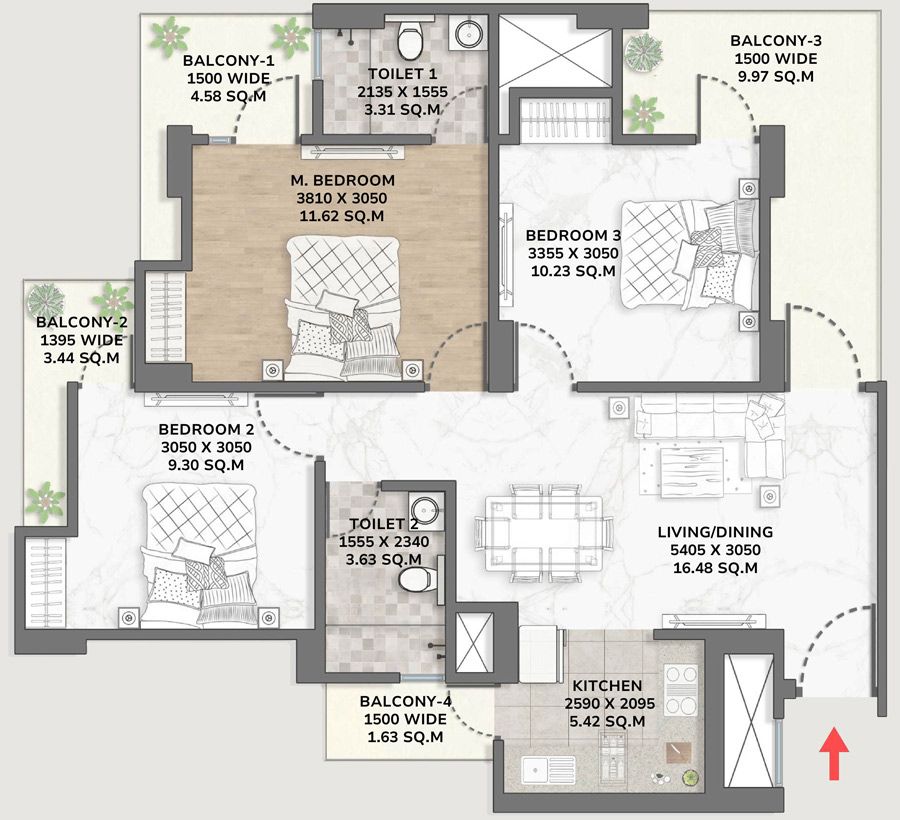 BALCONY-1
1500 WIDE
4.58 SQ.M
TOILET 1
2135 X 1555
3.31 SQ.M
BALCONY-3
1500 WIDE
9.97 SQ.M
M. BEDROOM
3810 X 3050
11.62 SQ.M
BEDROOM 3
3355 X 3050
10.23 SQ.M
BALCONY-2
1395 WIDE
3.44 SQ.M
BEDROOM 2
3050 X 3050
9.30 SQ.M
TOILET 2
1555 X 2340
3.63 SQ.M
LIVING/DINING
5405 X 3050
16.48 SQ.M
BALCONY-4
1500 WIDE
1.63 SQ.M
KITCHEN
2590 X 2095
5.42 SQ.M